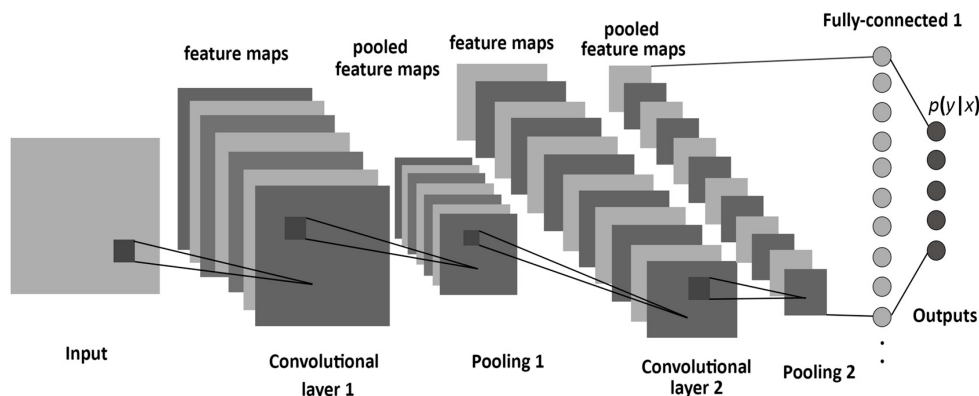 Fully-connected 1
feature maps
pooled
feature maps
feature maps
pooled
feature maps
p(y|x)
Input
Convolutional
layer 1
Pooling 1
Convolutional
layer 2
Pooling 2
Outputs